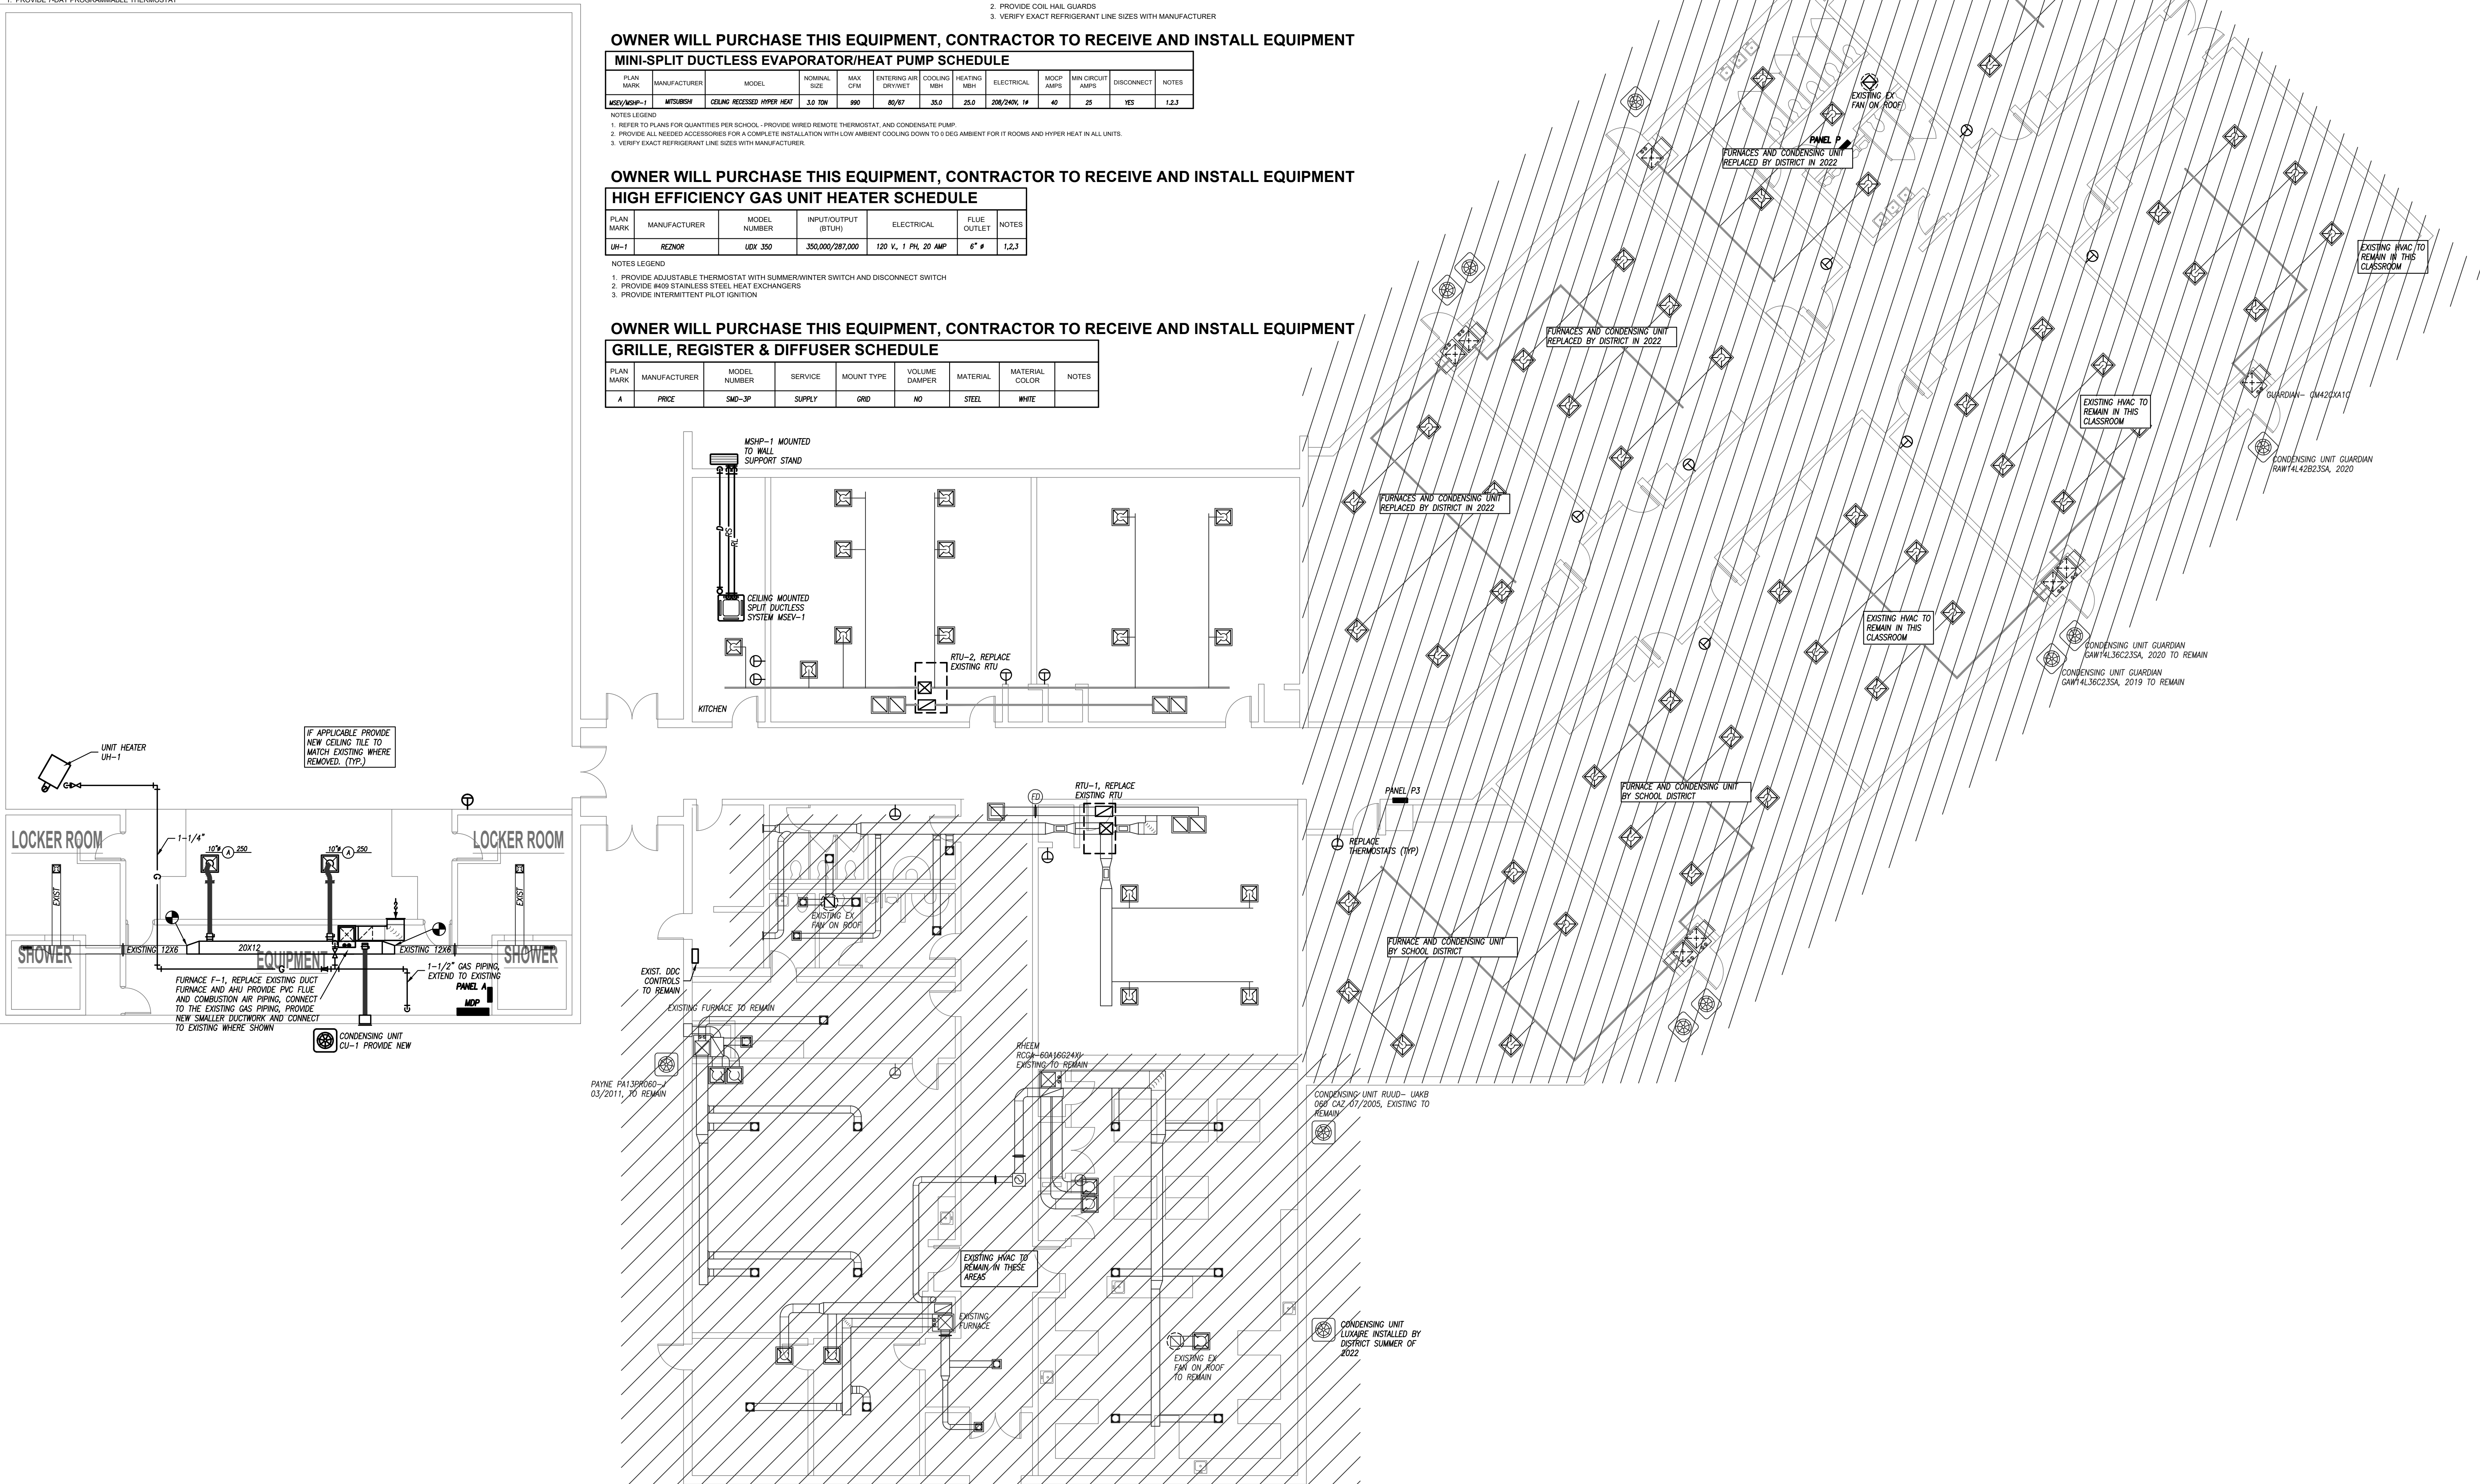 1. PROVIDE 7-DAY PROGRAMMABLE THERMOSTAT
2. PROVIDE COIL HAIL GUARDS
3. VERIFY EXACT REFRIGERANT LINE SIZES WITH MANUFACTURER
OWNER WILL PURCHASE THIS EQUIPMENT, CONTRACTOR TO RECEIVE AND INSTALL EQUIPMENT
MINI-SPLIT DUCTLESS EVAPORATOR/HEAT PUMP SCHEDULE
PLAN MARK MANUFACTURER MODEL NOMINAL SIZE MAX CFM ENTERING AIR DRY/WET COOLING MBH HEATING MBH ELECTRICAL MOCP AMPS MIN CIRCUIT AMPS DISCONNECT NOTES
MSEV/MSHP-1 MITSUBISHI CEILING RECESSED HYPER HEAT 3.0 TON 990 80/67 35.0 25.0 208/240V, 1ø 40 25 YES 1.2.3
NOTES LEGEND
1. REFER TO PLANS FOR QUANTITIES PER SCHOOL - PROVIDE WIRED REMOTE THERMOSTAT, AND CONDENSATE PUMP.
2. PROVIDE ALL NEEDED ACCESSORIES FOR A COMPLETE INSTALLATION WITH LOW AMBIENT COOLING DOWN TO 0 DEG AMBIENT FOR IT ROOMS AND HYPER HEAT IN ALL UNITS.
3. VERIFY EXACT REFRIGERANT LINE SIZES WITH MANUFACTURER.
OWNER WILL PURCHASE THIS EQUIPMENT, CONTRACTOR TO RECEIVE AND INSTALL EQUIPMENT
HIGH EFFICIENCY GAS UNIT HEATER SCHEDULE
PLAN MARK MANUFACTURER MODEL NUMBER INPUT/OUTPUT (BTUH) ELECTRICAL FLUE OUTLET NOTES
UH-1 REZNOR UDX 350 350,000/287,000 120 V., 1 PH, 20 AMP 6" ø 1,2,3
NOTES LEGEND
1. PROVIDE ADJUSTABLE THERMOSTAT WITH SUMMER/WINTER SWITCH AND DISCONNECT SWITCH
2. PROVIDE #409 STAINLESS STEEL HEAT EXCHANGERS
3. PROVIDE INTERMITTENT PILOT IGNITION
OWNER WILL PURCHASE THIS EQUIPMENT, CONTRACTOR TO RECEIVE AND INSTALL EQUIPMENT
GRILLE, REGISTER & DIFFUSER SCHEDULE
PLAN MARK MANUFACTURER MODEL NUMBER SERVICE MOUNT TYPE VOLUME DAMPER MATERIAL MATERIAL COLOR NOTES
A PRICE SMD-3P SUPPLY GRID NO STEEL WHITE
MSHP-1 MOUNTED
TO WALL
SUPPORT STAND
D
RS
RL
CEILING MOUNTED
SPLIT DUCTLESS
SYSTEM MSEV-1
RTU-2, REPLACE
EXISTING RTU
KITCHEN
EXISTING EX
FAN ON ROOF
PANEL P
FURNACES AND CONDENSING UNIT
REPLACED BY DISTRICT IN 2022
EXISTING HVAC TO
REMAIN IN THIS
CLASSROOM
FURNACES AND CONDENSING UNIT
REPLACED BY DISTRICT IN 2022
GUARDIAN- CM42CXA1C
EXISTING HVAC TO
REMAIN IN THIS
CLASSROOM
CONDENSING UNIT GUARDIAN
RAW14L42B23SA, 2020
FURNACES AND CONDENSING UNIT
REPLACED BY DISTRICT IN 2022
EXISTING HVAC TO
REMAIN IN THIS
CLASSROOM
CONDENSING UNIT GUARDIAN
GAW14L36C23SA, 2020 TO REMAIN
CONDENSING UNIT GUARDIAN
GAW14L36C23SA, 2019 TO REMAIN
FURNACE AND CONDENSING UNIT
BY SCHOOL DISTRICT
FURNACE AND CONDENSING UNIT
BY SCHOOL DISTRICT
IF APPLICABLE PROVIDE
NEW CEILING TILE TO
MATCH EXISTING WHERE
REMOVED. (TYP.)
UNIT HEATER
UH-1
1-1/4"
G
LOCKER ROOM
LOCKER ROOM
10"ø A 250
10"ø A 250
EXIST
EXIST
SHOWER
EXISTING 12X6
20X12
EXISTING 12X6
SHOWER
EQUIPMENT
G
1-1/2" GAS PIPING,
EXTEND TO EXISTING
PANEL A
MDP
FURNACE F-1, REPLACE EXISTING DUCT
FURNACE AND AHU PROVIDE PVC FLUE
AND COMBUSTION AIR PIPING, CONNECT
TO THE EXISTING GAS PIPING, PROVIDE
NEW SMALLER DUCTWORK AND CONNECT
TO EXISTING WHERE SHOWN
CONDENSING UNIT
CU-1 PROVIDE NEW
RTU-1, REPLACE
EXISTING RTU
FD
PANEL P3
REPLACE
THERMOSTATS (TYP)
EXISTING EX
FAN ON ROOF
EXIST. DDC
CONTROLS
TO REMAIN
EXISTING FURNACE TO REMAIN
PAYNE PA13PR060-J
03/2011, TO REMAIN
RHEEM
RCGA-60A16G24XI
EXISTING TO REMAIN
CONDENSING UNIT RUUD- UAKB
060 CAZ 07/2005, EXISTING TO
REMAIN
EXISTING HVAC TO
REMAIN IN THESE
AREAS
EXISTING
FURNACE
EXISTING EX
FAN ON ROOF
TO REMAIN
CONDENSING UNIT
LUXAIRE INSTALLED BY
DISTRICT SUMMER OF
2022